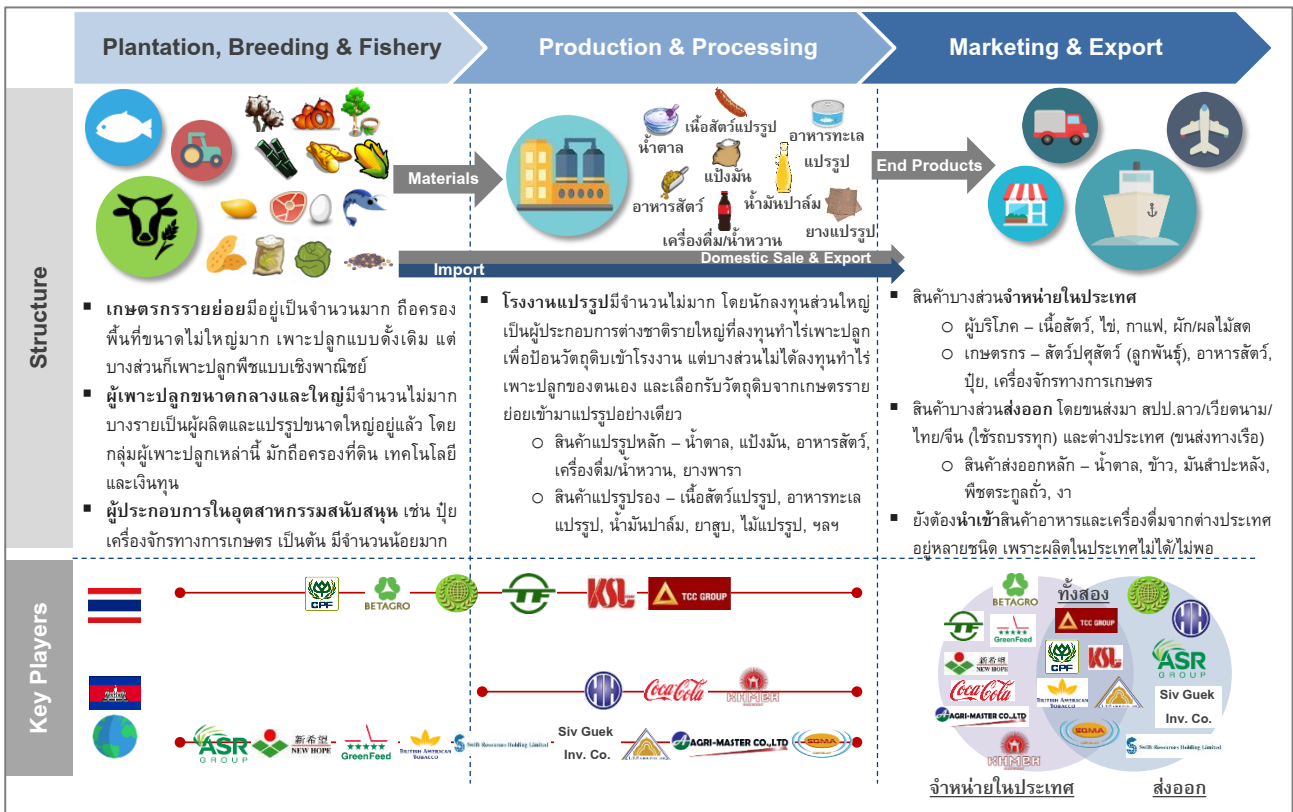 Plantation, Breeding & Fishery
Production & Processing
Marketing & Export
Structure
Materials
น้ำตาล
เนื้อสัตว์แปรรูป
อาหารทะเล
แปรรูป
แป้งมัน
อาหารสัตว์
น้ำมันปาล์ม
เครื่องดื่ม/น้ำหวาน
ยางแปรรูป
End Products
Domestic Sale & Export
Import
▪ เกษตรกรรายย่อยมีอยู่เป็นจำนวนมาก ถือครอง
พื้นที่ขนาดไม่ใหญ่มาก เพาะปลูกแบบดั้งเดิม แต่
บางส่วนก็เพาะปลูกพืชแบบเชิงพาณิชย์
▪ ผู้เพาะปลูกขนาดกลางและใหญ่มีจำนวนไม่มาก
บางรายเป็นผู้ผลิตและแปรรูปขนาดใหญ่อยู่แล้ว โดย
กลุ่มผู้เพาะปลูกเหล่านี้ มักถือครองที่ดิน เทคโนโลยี
และเงินทุน
▪ ผู้ประกอบการในอุตสาหกรรมสนับสนุน เช่น ปุ๋ย
เครื่องจักรทางการเกษตร เป็นต้น มีจำนวนน้อยมาก
▪ โรงงานแปรรูปมีจำนวนไม่มาก โดยนักลงทุนส่วนใหญ่
เป็นผู้ประกอบการต่างชาติรายใหญ่ที่ลงทุนทำไร่เพาะปลูก
เพื่อป้อนวัตถุดิบเข้าโรงงาน แต่บางส่วนไม่ได้ลงทุนทำไร่
เพาะปลูกของตนเอง และเลือกรับวัตถุดิบจากเกษตรราย
ย่อยเข้ามาแปรรูปอย่างเดียว
o สินค้าแปรรูปหลัก – น้ำตาล, แป้งมัน, อาหารสัตว์,
เครื่องดื่ม/น้ำหวาน, ยางพารา
o สินค้าแปรรูปรอง – เนื้อสัตว์แปรรูป, อาหารทะเล
แปรรูป, น้ำมันปาล์ม, ยาสูบ, ไม้แปรรูป, ฯลฯ
▪ สินค้าบางส่วนจำหน่ายในประเทศ
o ผู้บริโภค – เนื้อสัตว์, ไข่, กาแฟ, ผัก/ผลไม้สด
o เกษตรกร – สัตว์ปศุสัตว์ (ลูกพันธุ์), อาหารสัตว์,
ปุ๋ย, เครื่องจักรทางการเกษตร
▪ สินค้าบางส่วนส่งออก โดยขนส่งมา สปป.ลาว/เวียดนาม/
ไทย/จีน (ใช้รถบรรทุก) และต่างประเทศ (ขนส่งทางเรือ)
o สินค้าส่งออกหลัก – น้ำตาล, ข้าว, มันสำปะหลัง,
พืชตระกูลถั่ว, งา
▪ ยังต้องนำเข้าสินค้าอาหารและเครื่องดื่มจากต่างประเทศ
อยู่หลายชนิด เพราะผลิตในประเทศไม่ได้/ไม่พอ
Key Players
CPF
BETAGRO
TF
KSL
TCC GROUP
Coca-Cola
KHMER
ASR
GROUP
新希望
NEW HOPE
GreenFeed
BRITISH AMERICAN
TOBACCO
Swift Resources Holding Limited
Siv Guek
Inv. Co.
AGRI-MASTER CO.,LTD
SOMA
ทั้งสอง
BETAGRO
TF
GreenFeed
TCC GROUP
新希望
NEW HOPE
CPF
KSL
ASR
GROUP
Coca-Cola
BRITISH AMERICAN
TOBACCO
Siv Guek
Inv. Co.
AGRI-MASTER CO.,LTD
SOMA
KHMER
Swift Resources Holding Limited
จำหน่ายในประเทศ
ส่งออก